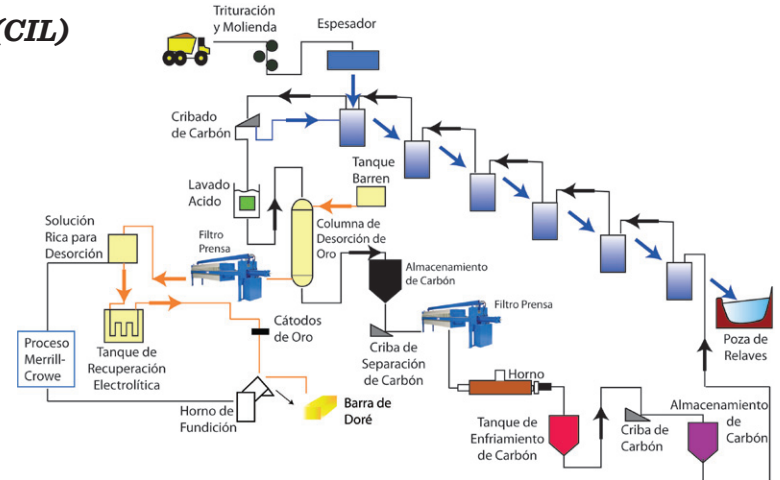 (CIL)
Trituración
y Molienda
Espesador
Cribado
de Carbón
Tanque
Barren
Lavado
Acido
Columna de
Desorción de
Oro
Solución
Rica para
Desorción
Filtro
Prensa
Almacenamiento
de Carbón
Filtro Prensa
Poza de
Relaves
Cátodos
de Oro
Proceso
Merrill-
Crowe
Tanque de
Recuperación
Electrolítica
Criba de
Separación
de Carbón
Horno
Horno de
Fundición
Barra de
Doré
Tanque de
Enfriamiento
de Carbón
Criba de
Carbón
Almacenamiento
de
Carbón